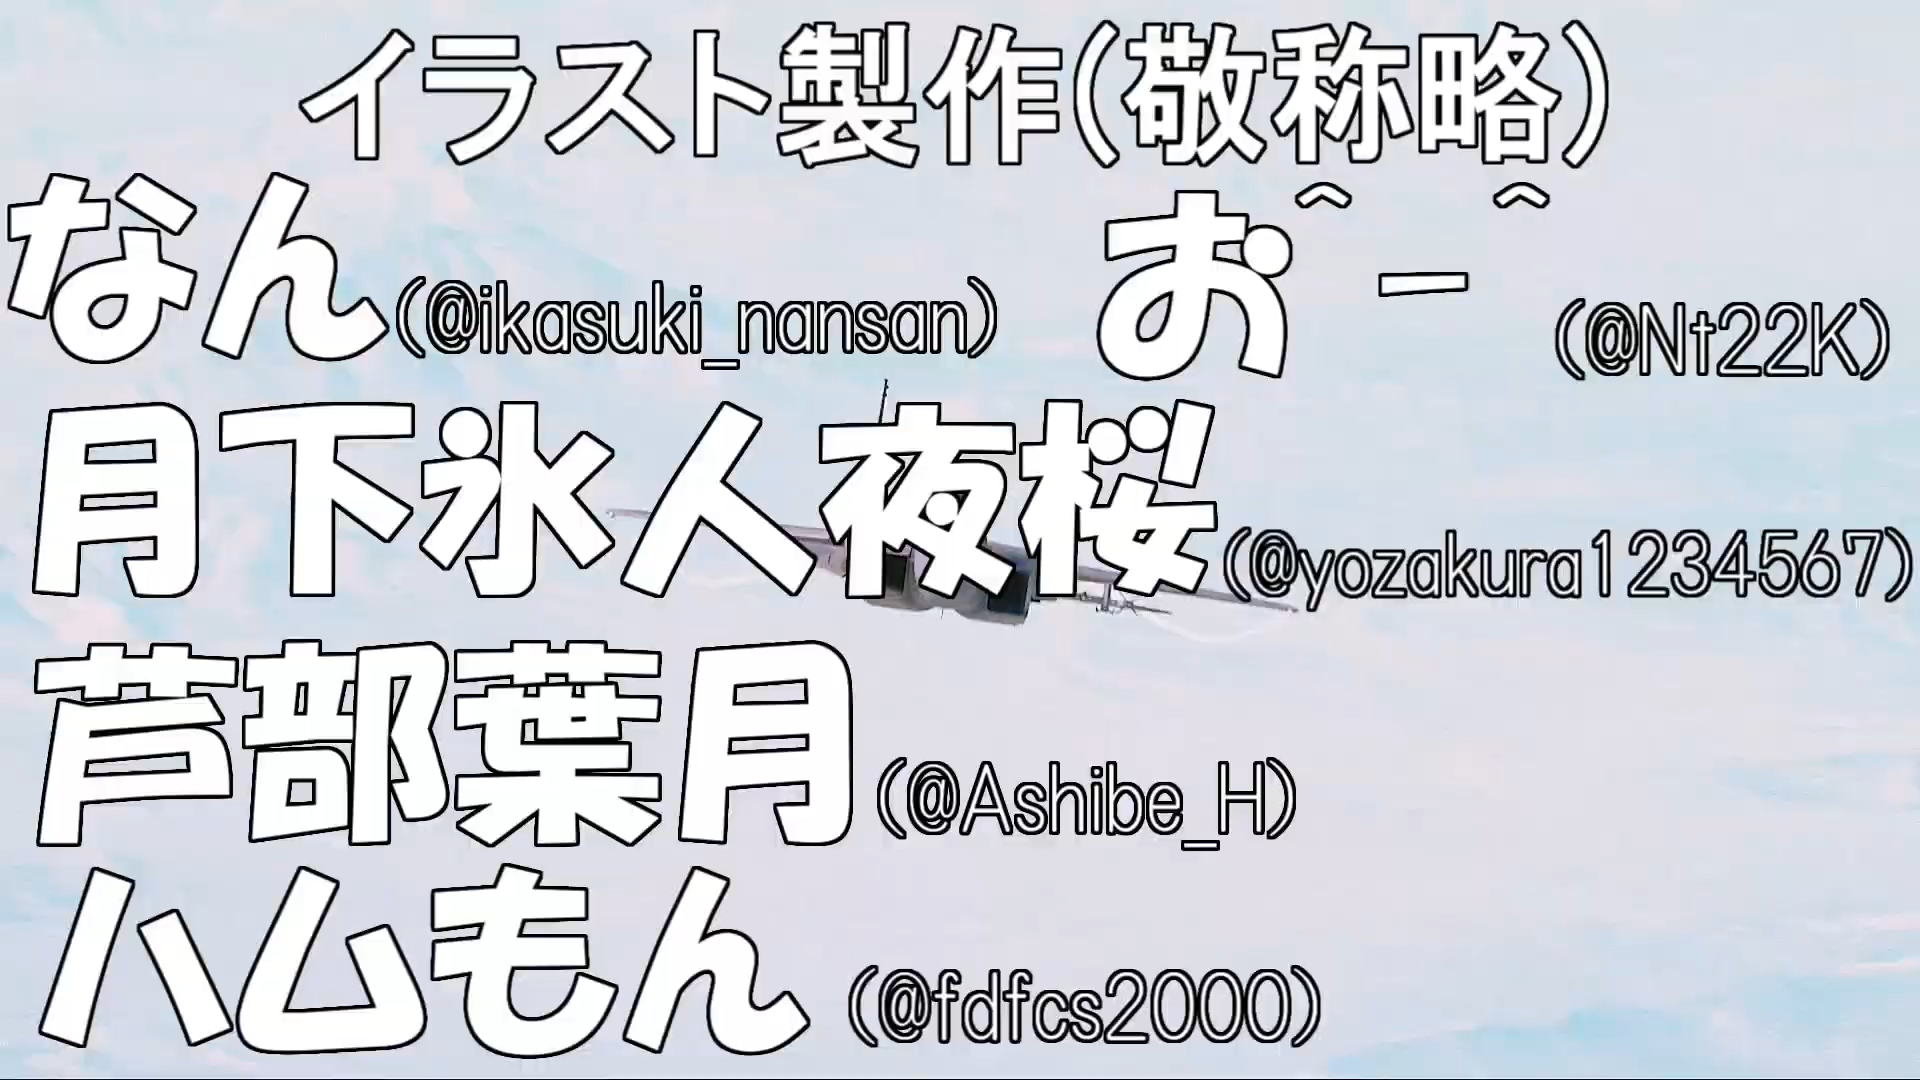 イラスト製作(敬称略)
なん(@ikasuki_nansan) お^ー^(@Nt22K)
月下氷人夜桜(@yozakura1234567)
芦部葉月(@Ashibe_H)
ハムもん(@fdfcs2000)